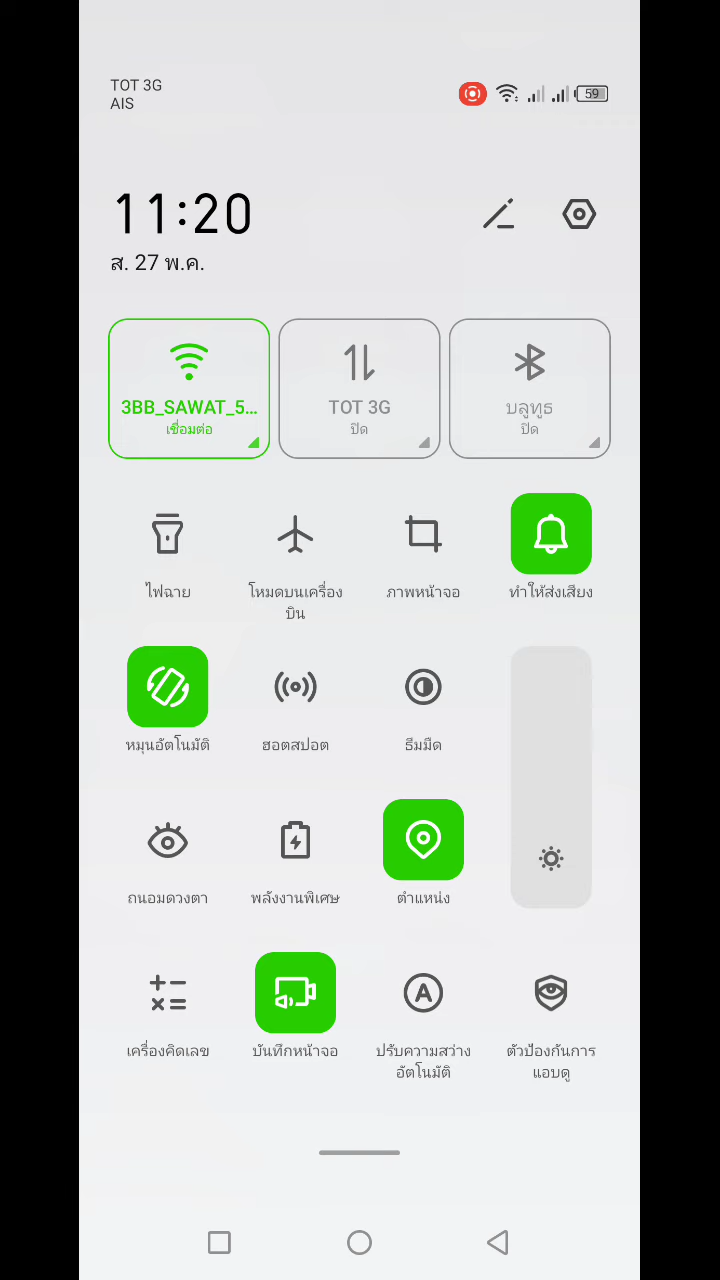 TOT 3G
AIS
59
11:20
ส. 27 พ.ค.
3BB_SAWAT_5...
เชื่อมต่อ
TOT 3G
ปิด
บลูทูธ
ปิด
ไฟฉาย
โหมดบนเครื่อง
บิน
ภาพหน้าจอ
ทำให้ส่งเสียง
หมุนอัตโนมัติ
ฮอตสปอต
ธีมมืด
ถนอมดวงตา
พลังงานพิเศษ
ตำแหน่ง
เครื่องคิดเลข
บันทึกหน้าจอ
ปรับความสว่าง
อัตโนมัติ
ตัวป้องกันการ
แอบดู